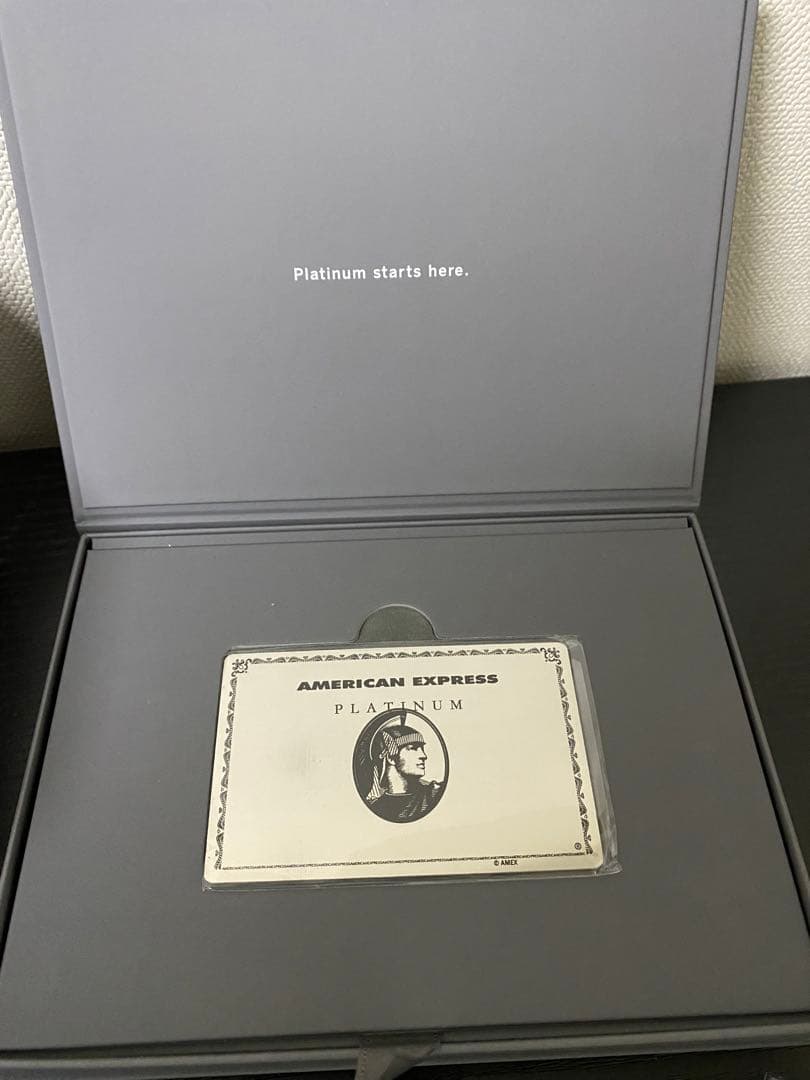 Platinum starts here.
AMERICAN EXPRESS
PLATINUM
© AMEX